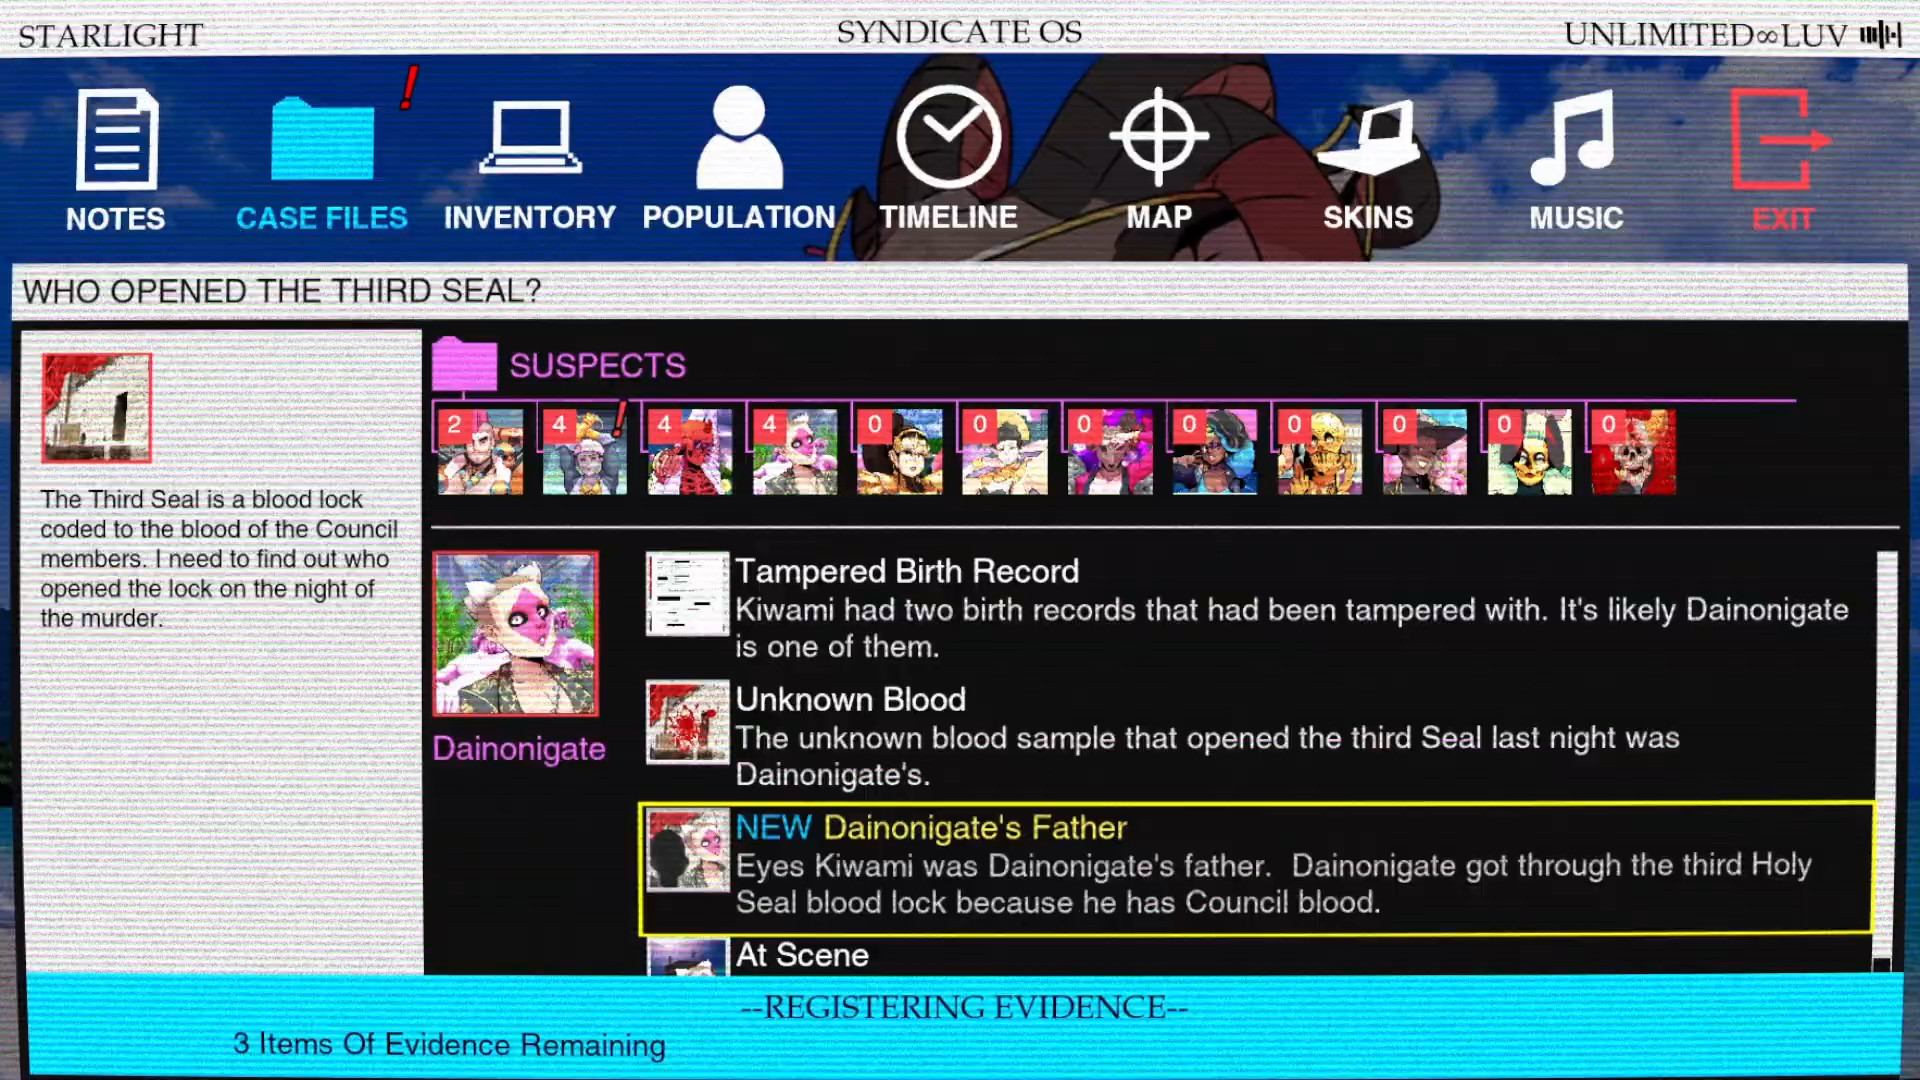 STARLIGHT
SYNDICATE OS
UNLIMITED∞LUV
!
NOTES
CASE FILES
INVENTORY
POPULATION
TIMELINE
MAP
SKINS
MUSIC
EXIT
WHO OPENED THE THIRD SEAL?
The Third Seal is a blood lock
coded to the blood of the Council
members. I need to find out who
opened the lock on the night of
the murder.
SUSPECTS
2
4
!
4
4
0
0
0
0
0
0
0
0
Dainonigate
Tampered Birth Record
Kiwami had two birth records that had been tampered with. It's likely Dainonigate
is one of them.
Unknown Blood
The unknown blood sample that opened the third Seal last night was
Dainonigate's.
NEW Dainonigate's Father
Eyes Kiwami was Dainonigate's father. Dainonigate got through the third Holy
Seal blood lock because he has Council blood.
At Scene
--REGISTERING EVIDENCE--
3 Items Of Evidence Remaining